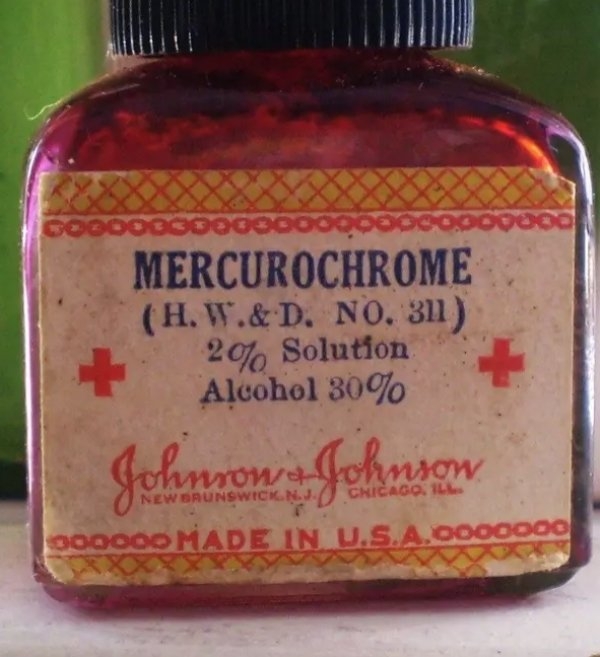 MERCUROCHROME
(H. W. & D. NO. 311)
2% Solution
Alcohol 30%
Johnson + Johnson
NEW BRUNSWICK, N.J. CHICAGO, ILL.
MADE IN U.S.A.